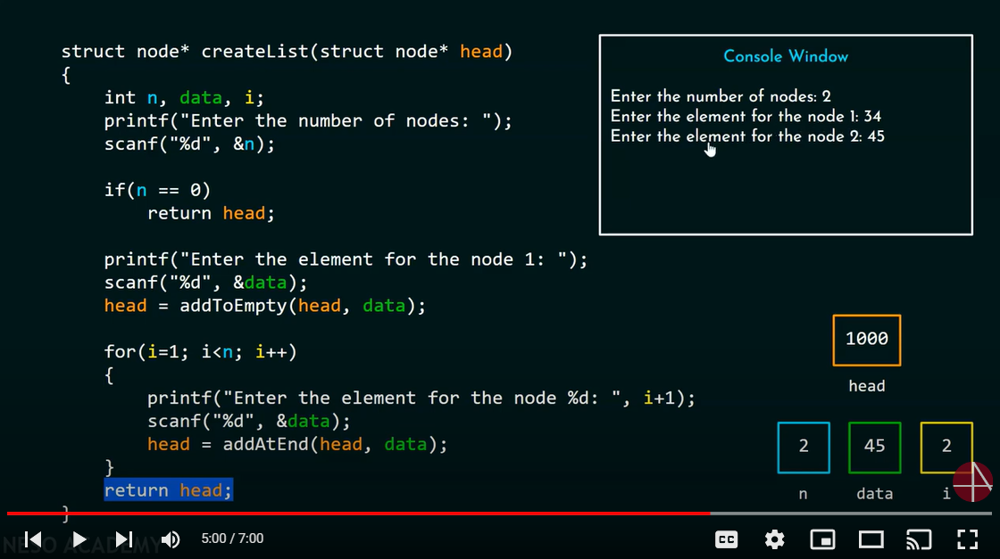 struct node* createList(struct node* head)
{
int n, data, i;
printf("Enter the number of nodes: ");
scanf("%d", &n);
if(n == 0)
return head;
printf("Enter the element for the node 1: ");
scanf("%d", &data);
head = addToEmpty(head, data);
for(i=1; i<n; i++)
{
printf("Enter the element for the node %d: ", i+1);
scanf("%d", &data);
head = addAtEnd(head, data);
}
return head;
}
Console Window
Enter the number of nodes: 2
Enter the element for the node 1: 34
Enter the element for the node 2: 45
1000
head
2
45
2
n
data
i
NESO ACADEMY
5:00 / 7:00
CC